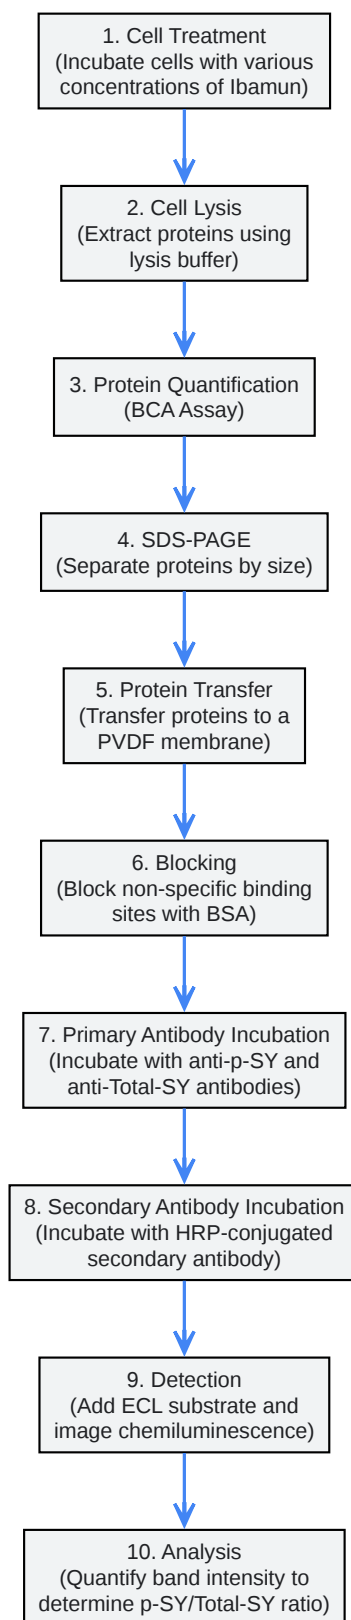 1. Cell Treatment
(Incubate cells with various
concentrations of Ibamun)
2. Cell Lysis
(Extract proteins using
lysis buffer)
3. Protein Quantification
(BCA Assay)
4. SDS-PAGE
(Separate proteins by size)
5. Protein Transfer
(Transfer proteins to a
PVDF membrane)
6. Blocking
(Block non-specific binding
sites with BSA)
7. Primary Antibody Incubation
(Incubate with anti-p-SY and
anti-Total-SY antibodies)
8. Secondary Antibody Incubation
(Incubate with HRP-conjugated
secondary antibody)
9. Detection
(Add ECL substrate and
image chemiluminescence)
10. Analysis
(Quantify band intensity to
determine p-SY/Total-SY ratio)